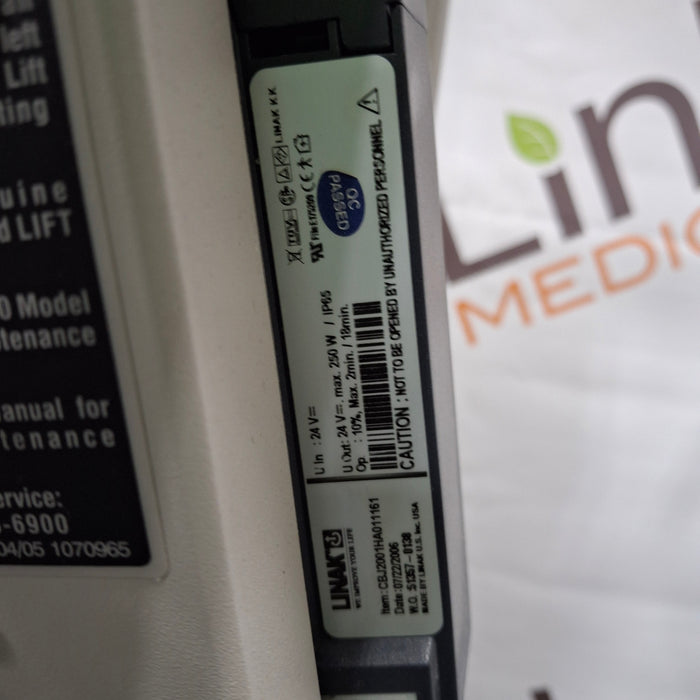 left
Lift
ting
uine
d LIFT
0 Model
tenance
anual for
tenance
ervice:
-6900
04/05 1070965
LINAK
WE IMPROVE YOUR LIFE
Item: CBJ2001HA011161
Date: 07/22/2006
W.O. :51357-0138
MADE BY LINAK U.S. Inc. USA
U In : 24 V
U Out: 24 V, max. 250 W / IP65
Op : 10%, Max. 2min. / 18min.
CAUTION : NOT TO BE OPENED BY UNAUTHORIZED PERSONNEL
LINAK K.K
QC
PASSED
Lin
MEDIC